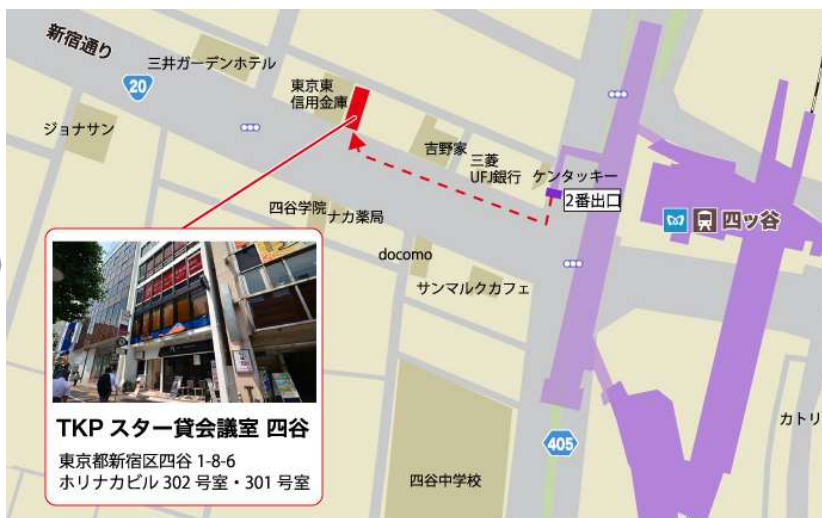 新宿通り
三井ガーデンホテル
20
東京東
信用金庫
ジョナサン
吉野家
三菱
UFJ銀行
ケンタッキー
2番出口
四ッ谷
四谷学院
ナカ薬局
docomo
サンマルクカフェ
カトリ
405
四谷中学校
TKP スター貸会議室 四谷
東京都新宿区四谷 1-8-6
ホリナカビル 302 号室・301 号室